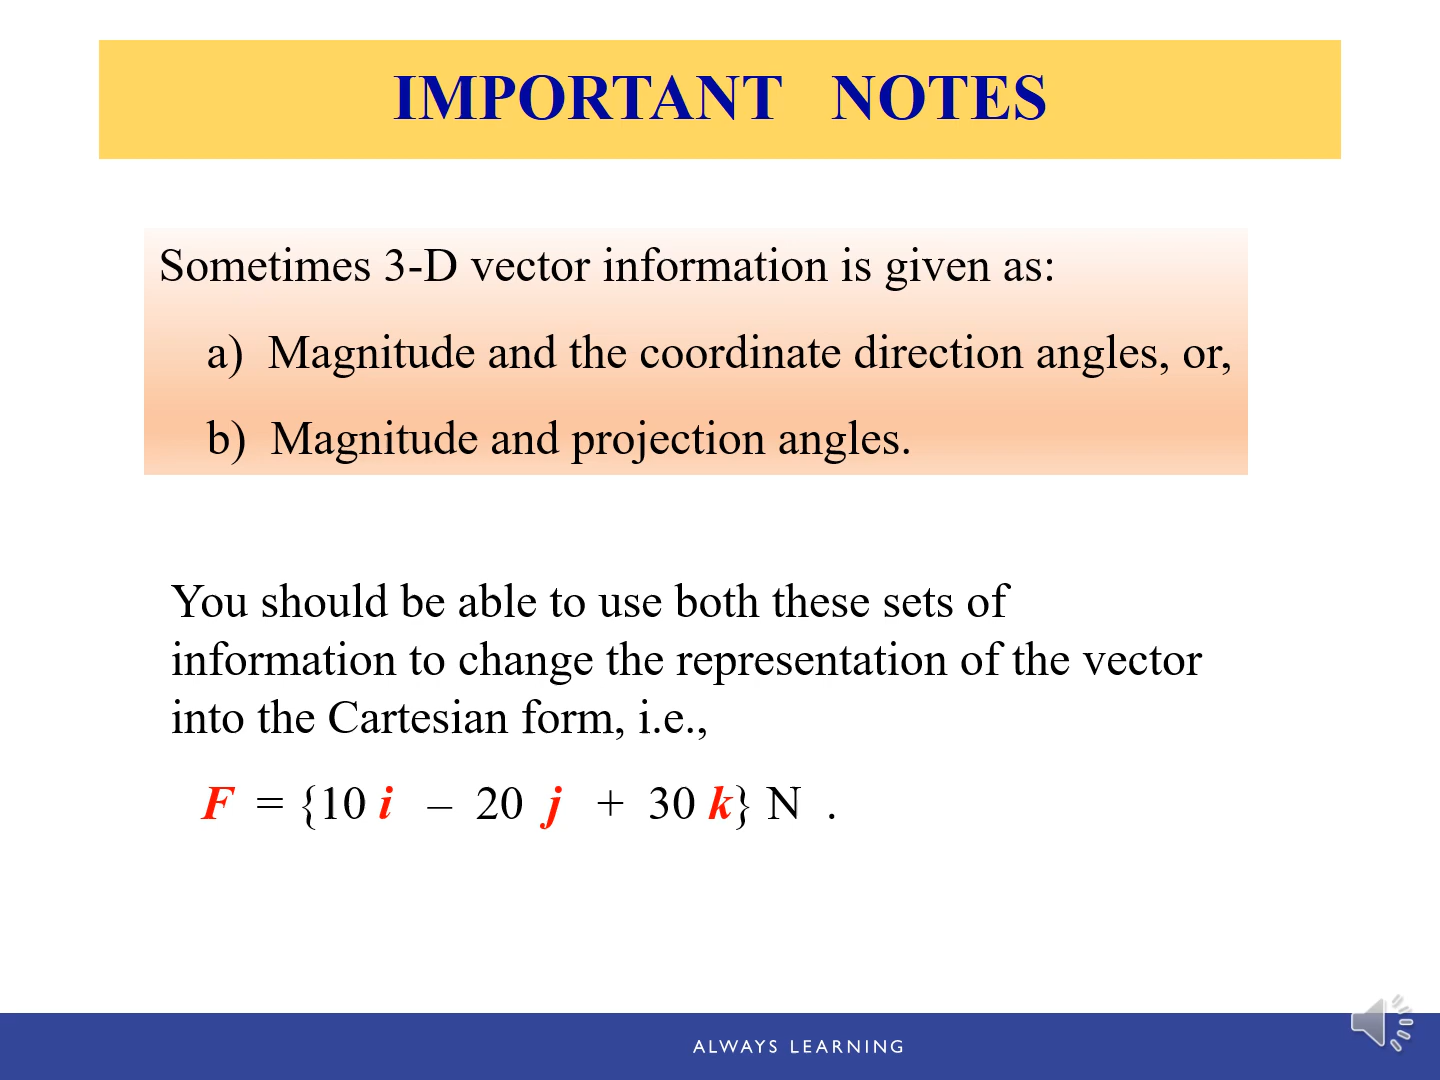 IMPORTANT NOTES
Sometimes 3-D vector information is given as:
a) Magnitude and the coordinate direction angles, or,
b) Magnitude and projection angles.
You should be able to use both these sets of
information to change the representation of the vector
into the Cartesian form, i.e.,
F = {10 i – 20 j + 30 k} N .
ALWAYS LEARNING